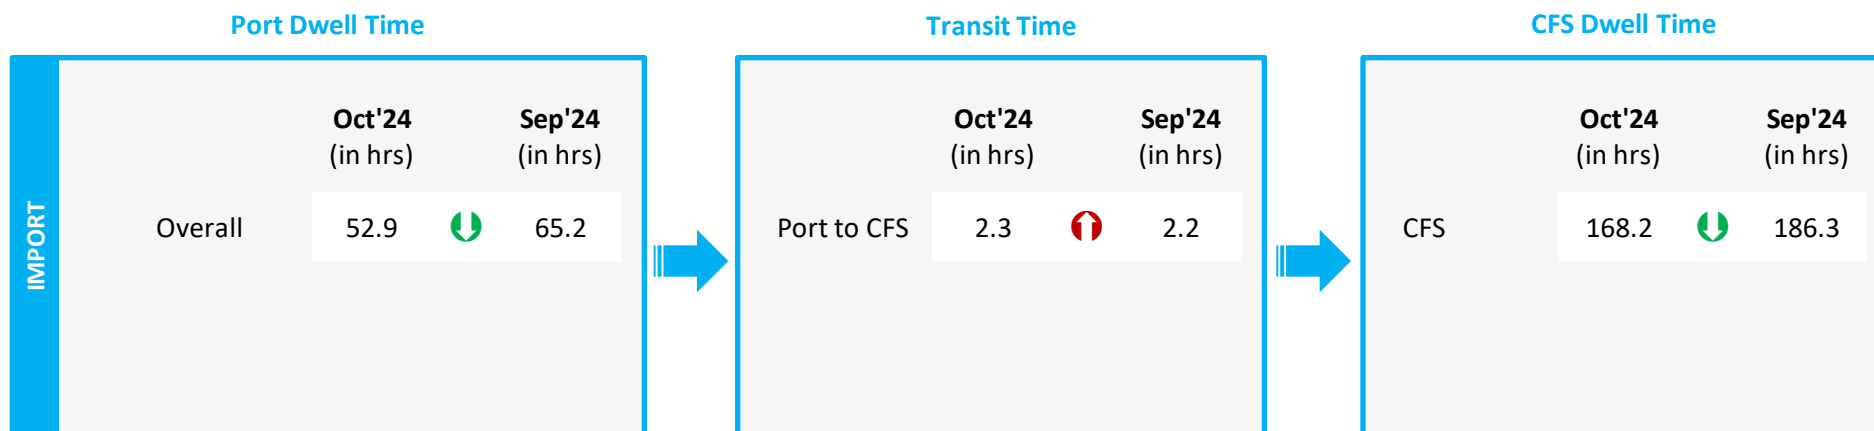 Port Dwell Time
Transit Time
CFS Dwell Time
IMPORT
Oct'24 Sep'24
(in hrs) (in hrs)
Overall 52.9 65.2
Oct'24 Sep'24
(in hrs) (in hrs)
Port to CFS 2.3 2.2
Oct'24 Sep'24
(in hrs) (in hrs)
CFS 168.2 186.3